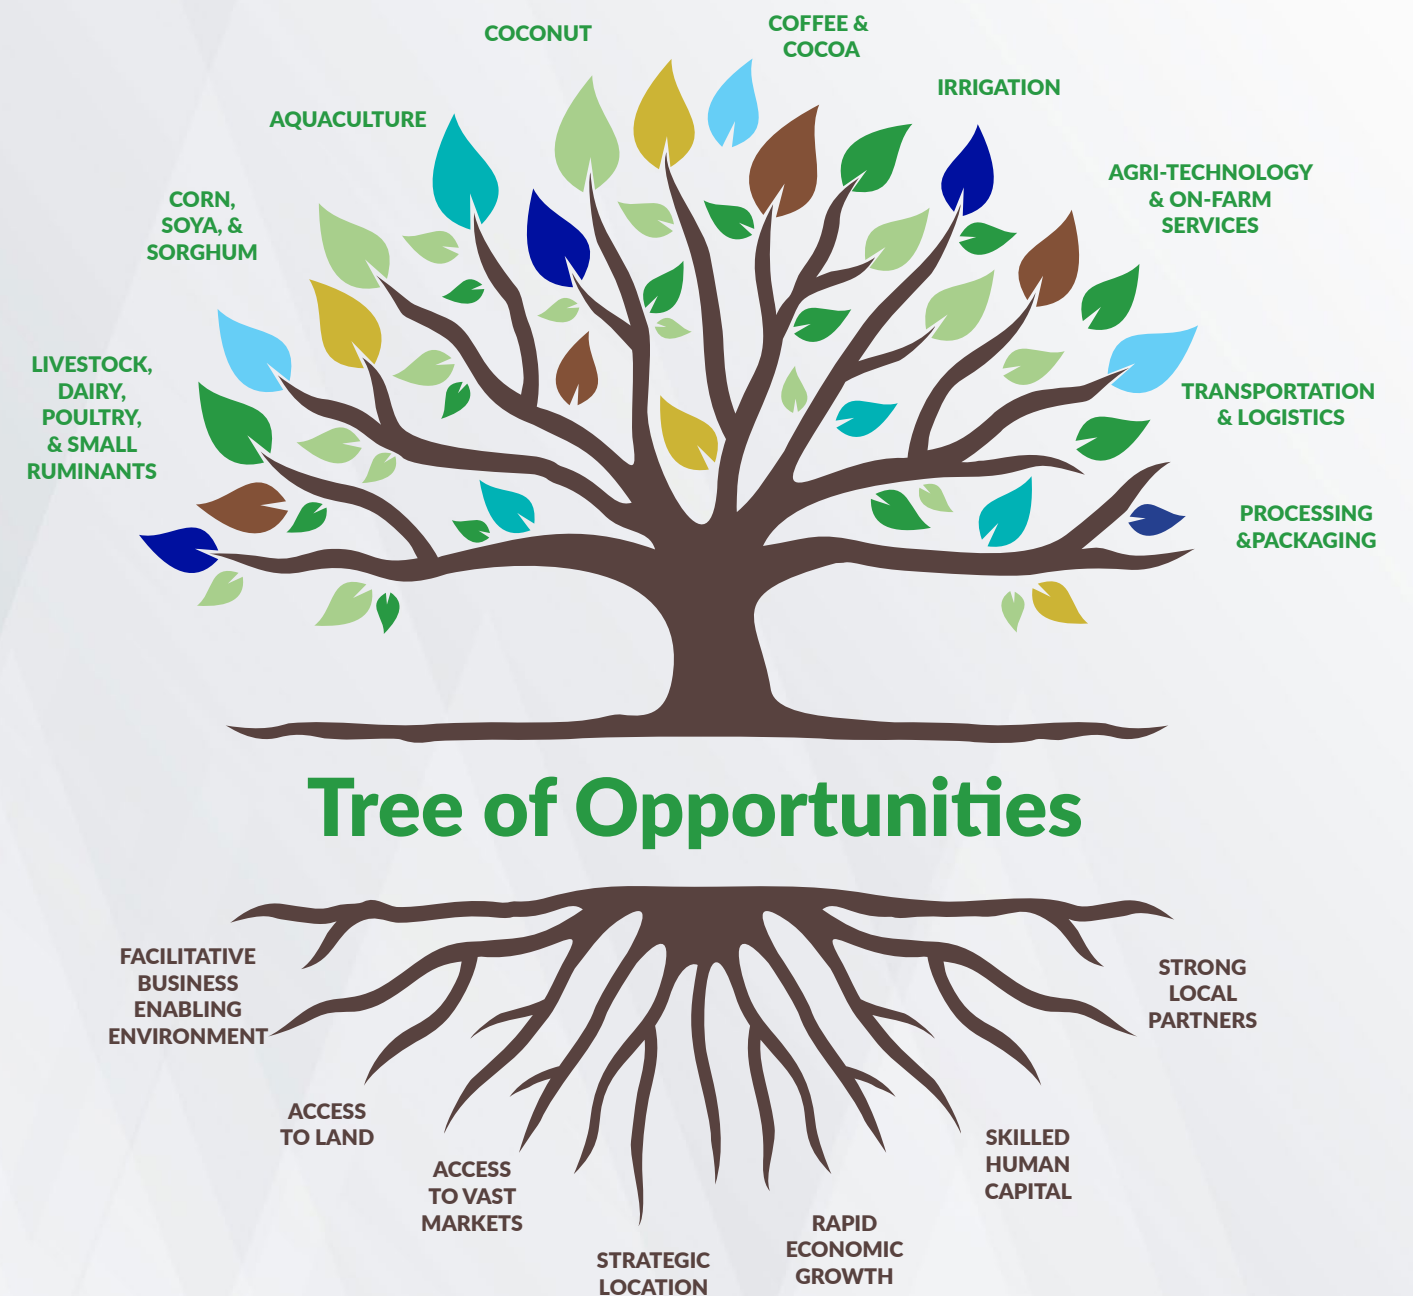 COCONUT
COFFEE &
COCOA
IRRIGATION
AQUACULTURE
AGRI-TECHNOLOGY
& ON-FARM
SERVICES
CORN,
SOYA, &
SORGHUM
LIVESTOCK,
DAIRY,
POULTRY,
& SMALL
RUMINANTS
TRANSPORTATION
& LOGISTICS
PROCESSING
&PACKAGING
Tree of Opportunities
FACILITATIVE
BUSINESS
ENABLING
ENVIRONMENT
STRONG
LOCAL
PARTNERS
ACCESS
TO LAND
ACCESS
TO VAST
MARKETS
SKILLED
HUMAN
CAPITAL
STRATEGIC
LOCATION
RAPID
ECONOMIC
GROWTH